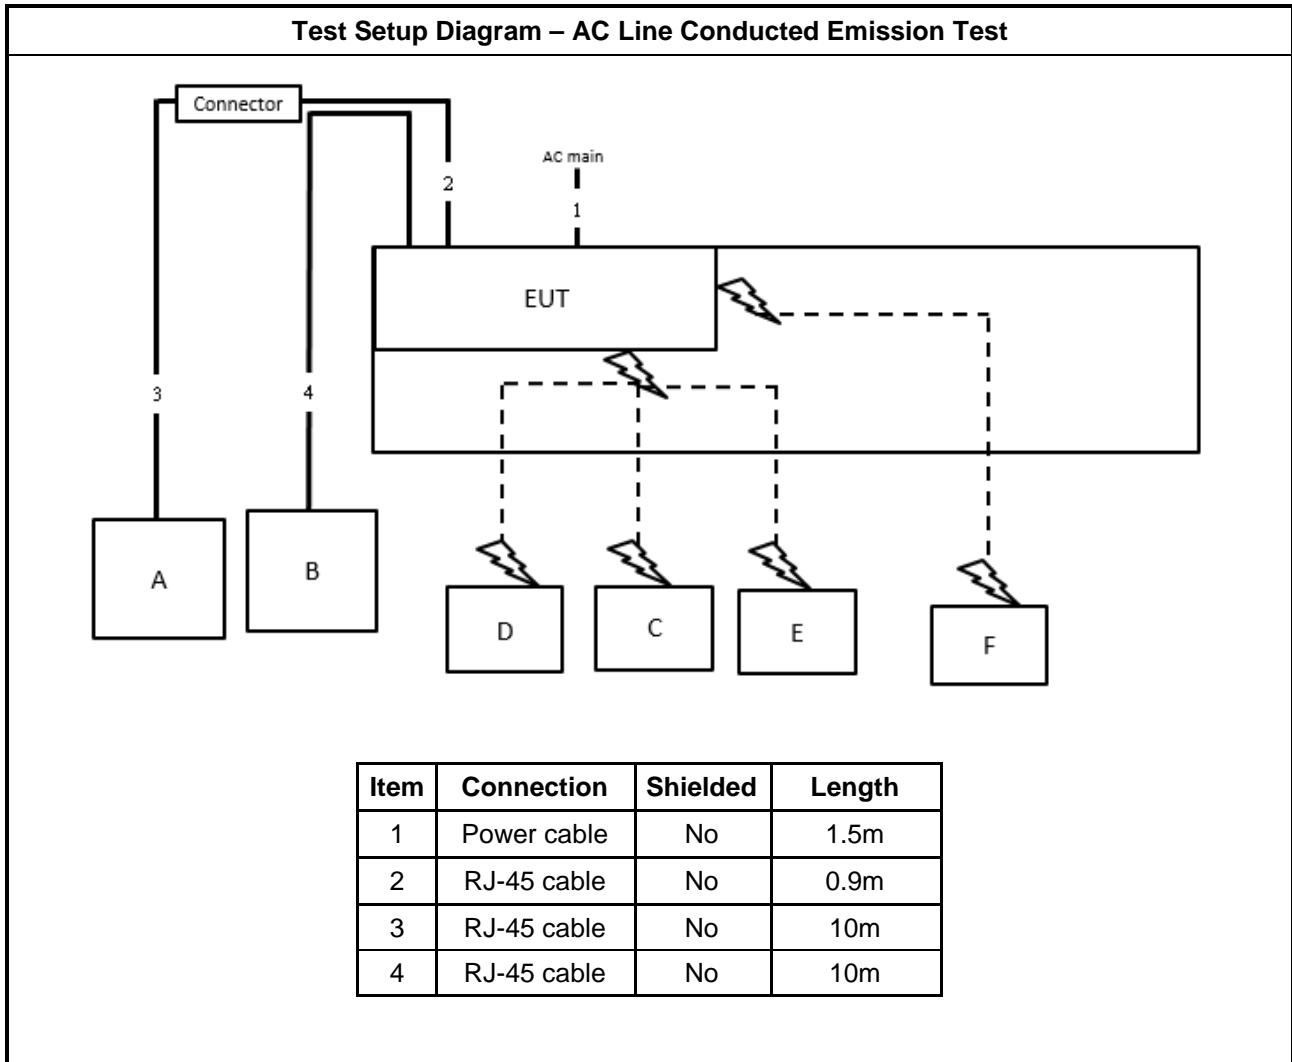 Test Setup Diagram – AC Line Conducted Emission Test
Connector
AC main
2
1
EUT
3
4
A
B
D
C
E
F
Item Connection Shielded Length
1 Power cable No 1.5m
2 RJ-45 cable No 0.9m
3 RJ-45 cable No 10m
4 RJ-45 cable No 10m